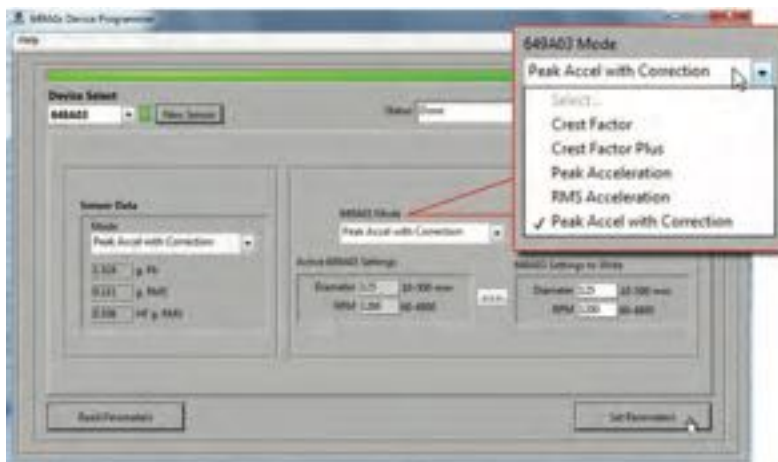 Device Programmer
Help
649A03 Mode
Peak Accel with Correction
Select...
Crest Factor
Crest Factor Plus
Peak Acceleration
RMS Acceleration
✓ Peak Accel with Correction
Device Select
649A03
New Sensor
Status Done
Sensor Data
Mode
Peak Accel with Correction
g Pk
g RMS
HF g RMS
649A03 Mode
Peak Accel with Correction
Active 649A03 Settings
Diameter 10-300 mm
RPM 60-4800
649A03 Settings to Write
Diameter 10-300 mm
RPM 60-4800
Read Parameters
Set Parameters